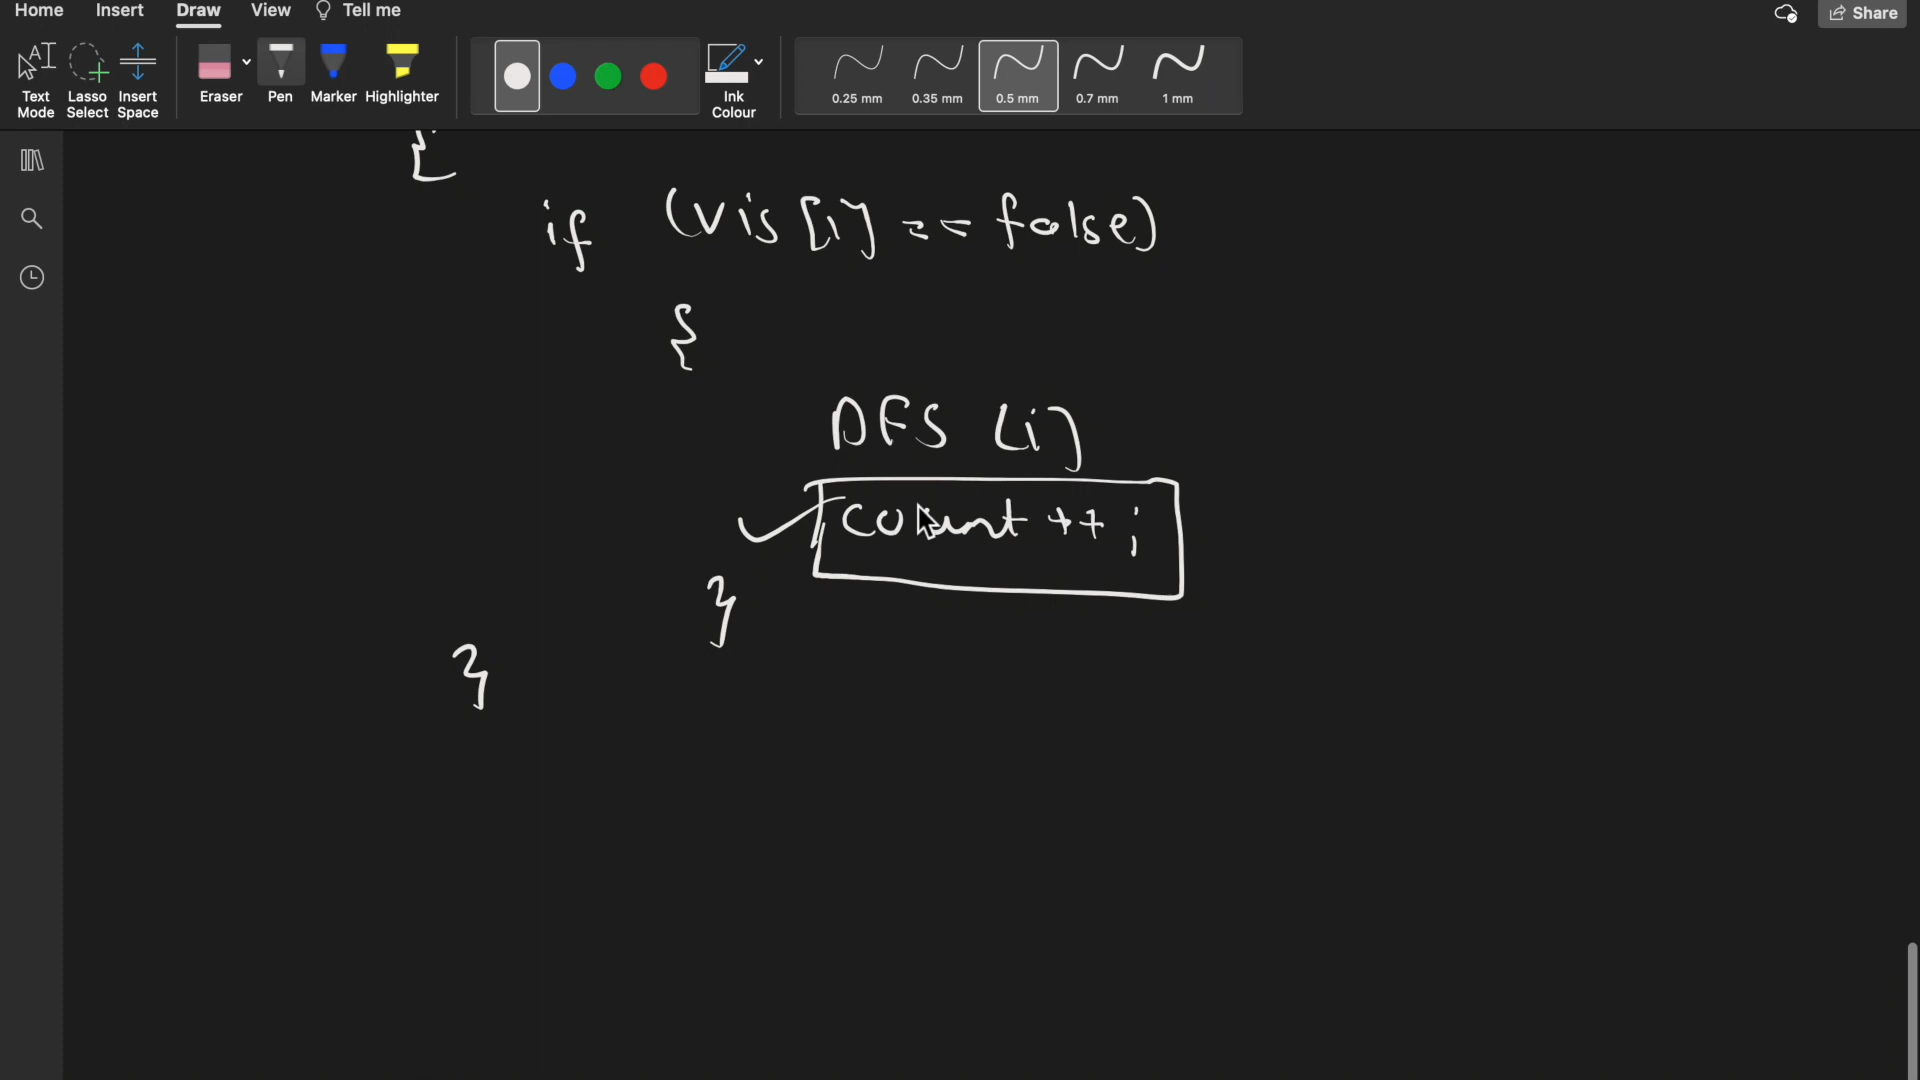 Home Insert Draw View Tell me Share
Text Mode
Lasso Select
Insert Space
Eraser
Pen
Marker
Highlighter
Ink Colour
0.25 mm
0.35 mm
0.5 mm
0.7 mm
1 mm
{
if (vis[i] == false)
{
DFS (i)
count ++ ;
}
}